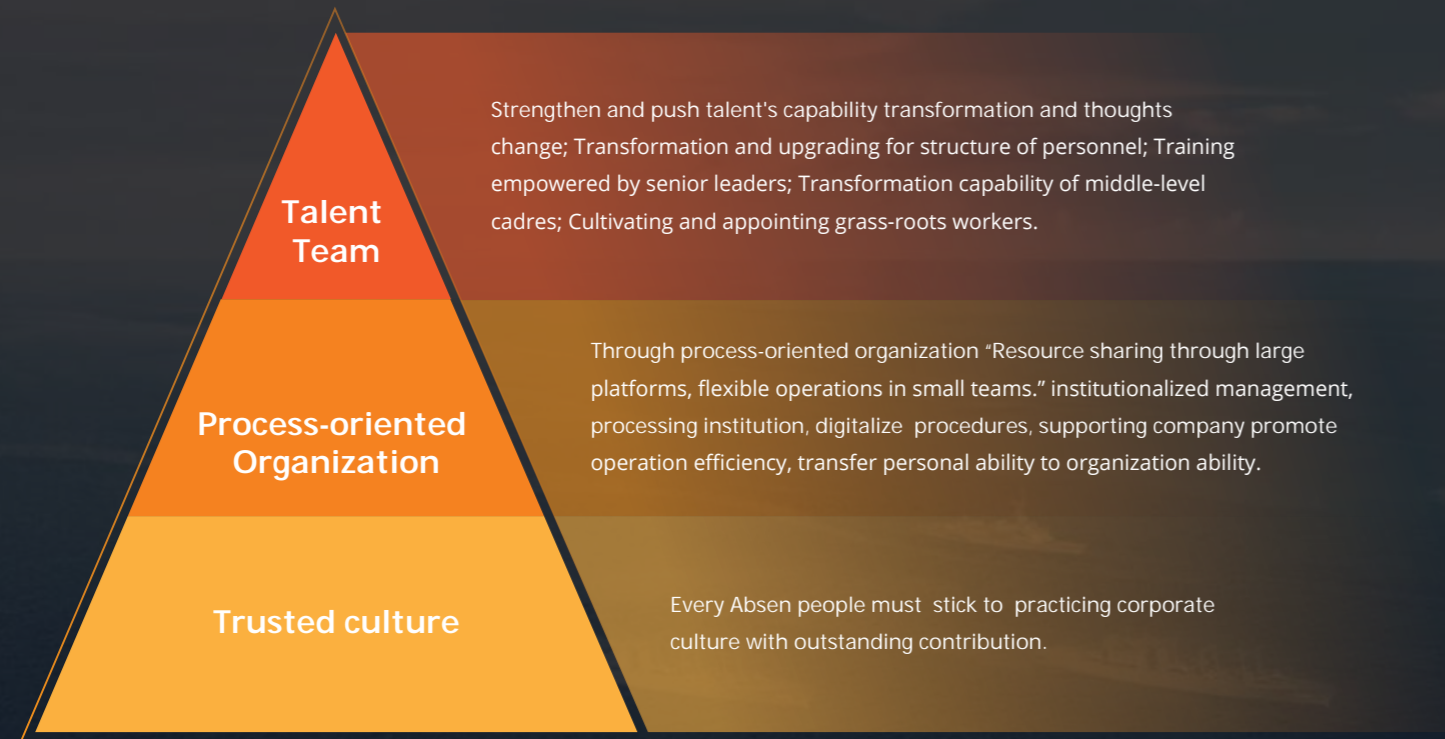 Talent
Team
Strengthen and push talent's capability transformation and thoughts
change; Transformation and upgrading for structure of personnel; Training
empowered by senior leaders; Transformation capability of middle-level
cadres; Cultivating and appointing grass-roots workers.
Process-oriented
Organization
Through process-oriented organization “Resource sharing through large
platforms, flexible operations in small teams.” institutionalized management,
processing institution, digitalize procedures, supporting company promote
operation efficiency, transfer personal ability to organization ability.
Trusted culture
Every Absen people must stick to practicing corporate
culture with outstanding contribution.